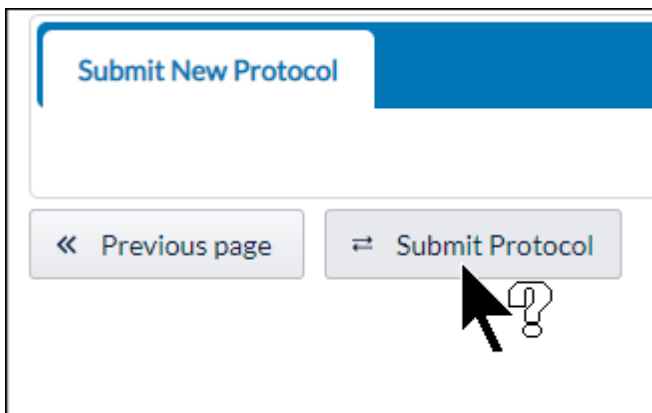 Submit New Protocol
« Previous page
⇄ Submit Protocol